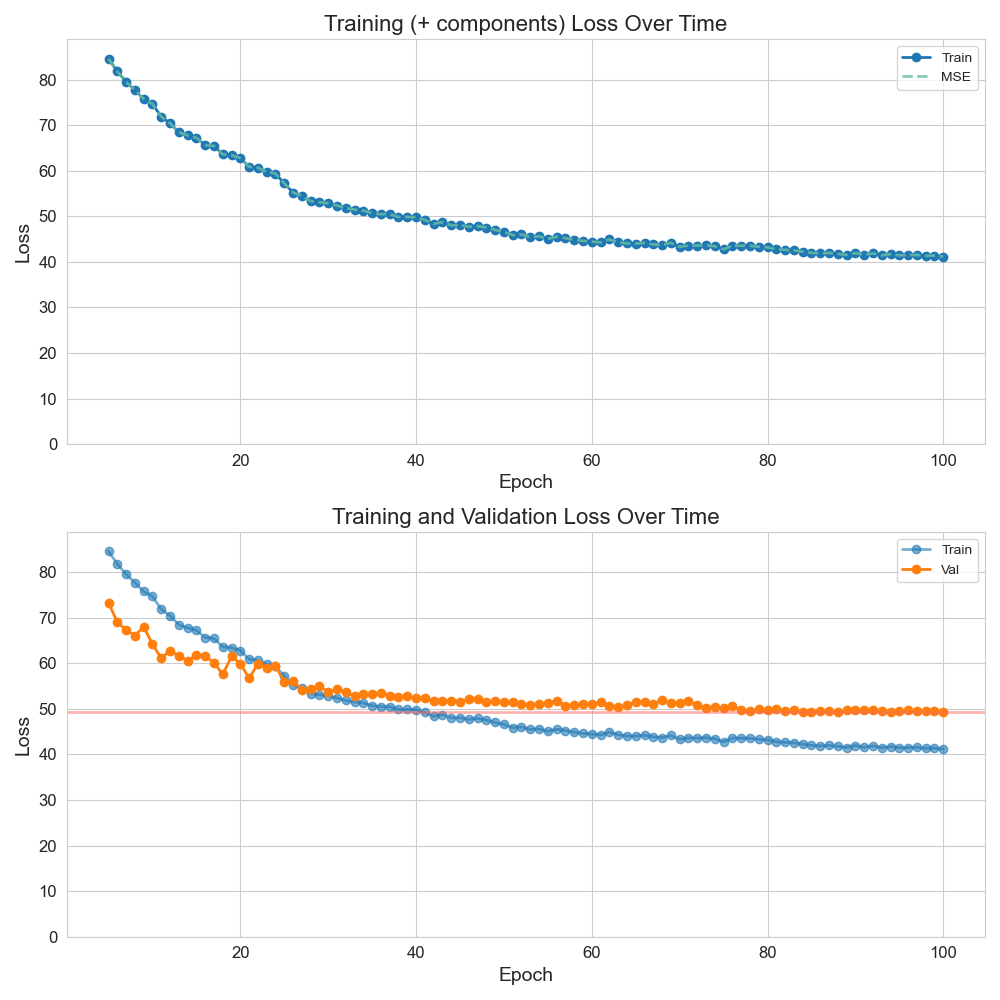 Training (+ components) Loss Over Time
Train
MSE
Loss
80
70
60
50
40
30
20
10
0
20 40 60 80 100
Epoch
Training and Validation Loss Over Time
Train
Val
Loss
80
70
60
50
40
30
20
10
0
20 40 60 80 100
Epoch